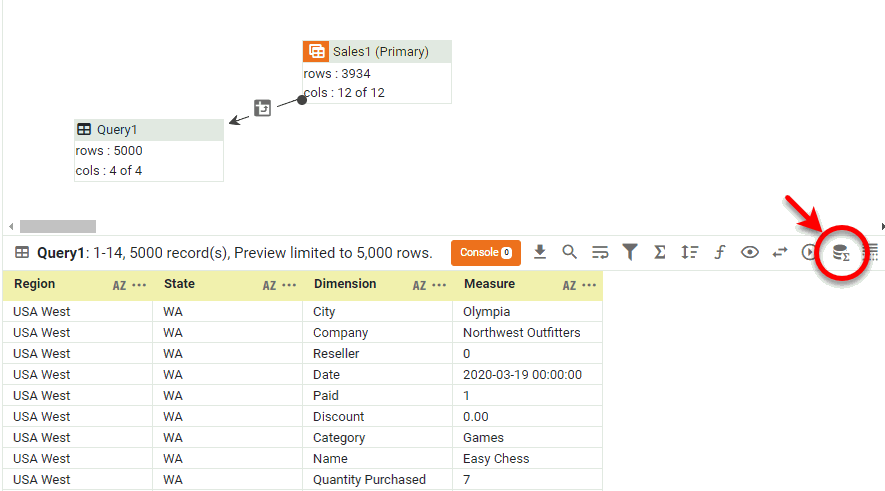 Sales1 (Primary)
rows : 3934
cols : 12 of 12
Query1
rows : 5000
cols : 4 of 4
Query1: 1-14, 5000 record(s), Preview limited to 5,000 rows. Console 0
Region AZ State AZ Dimension AZ Measure AZ
USA West WA City Olympia
USA West WA Company Northwest Outfitters
USA West WA Reseller 0
USA West WA Date 2020-03-19 00:00:00
USA West WA Paid 1
USA West WA Discount 0.00
USA West WA Category Games
USA West WA Name Easy Chess
USA West WA Quantity Purchased 7